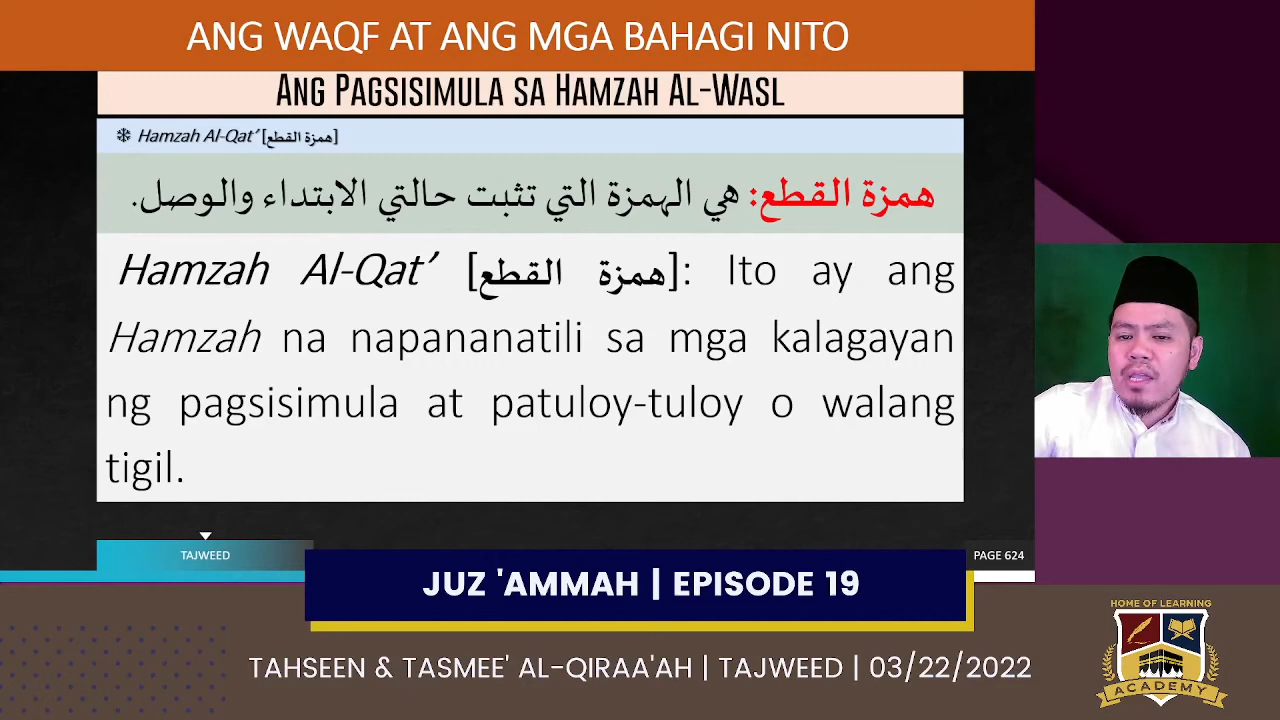 ANG WAQF AT ANG MGA BAHAGI NITO
ANG PAGSISIMULA SA HAMZAH AL-WASL
❄ Hamzah Al-Qat’ [همزة القطع]
همزة القطع: هي الهمزة التي تثبت حالتي الابتداء والوصل.
Hamzah Al-Qat’ [همزة القطع]: Ito ay ang
Hamzah na napananatili sa mga kalagayan
ng pagsisimula at patuloy-tuloy o walang
tigil.
TAJWEED
PAGE 624
JUZ 'AMMAH | EPISODE 19
TAHSEEN & TASMEE' AL-QIRAA'AH | TAJWEED | 03/22/2022
HOME OF LEARNING
ACADEMY